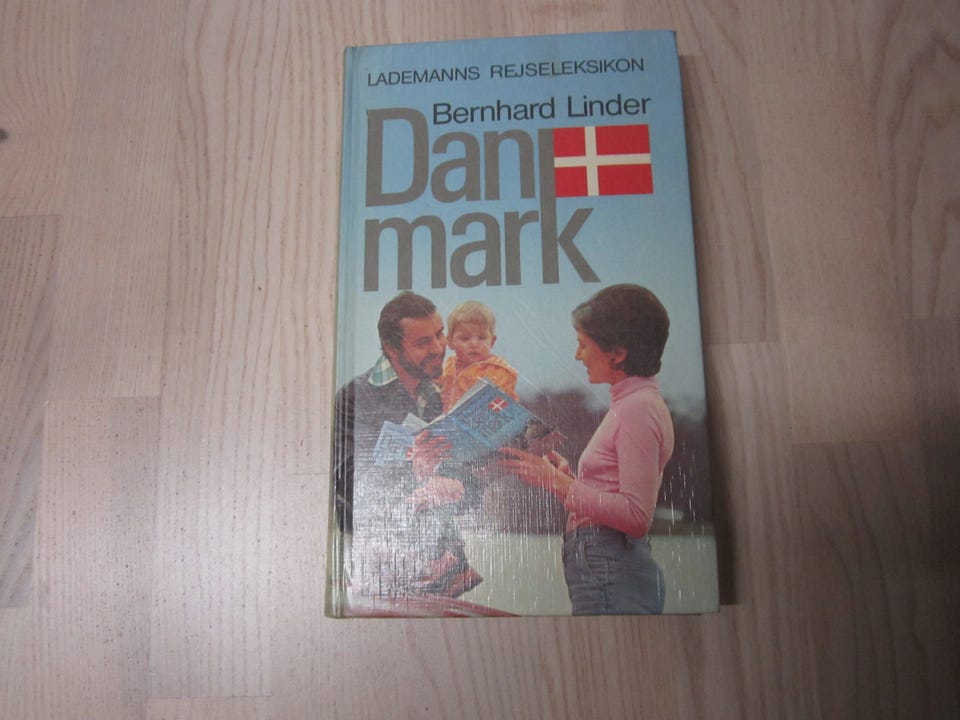 LADEMANNS REJSELEKSIKON
Bernhard Linder
Dan
mark